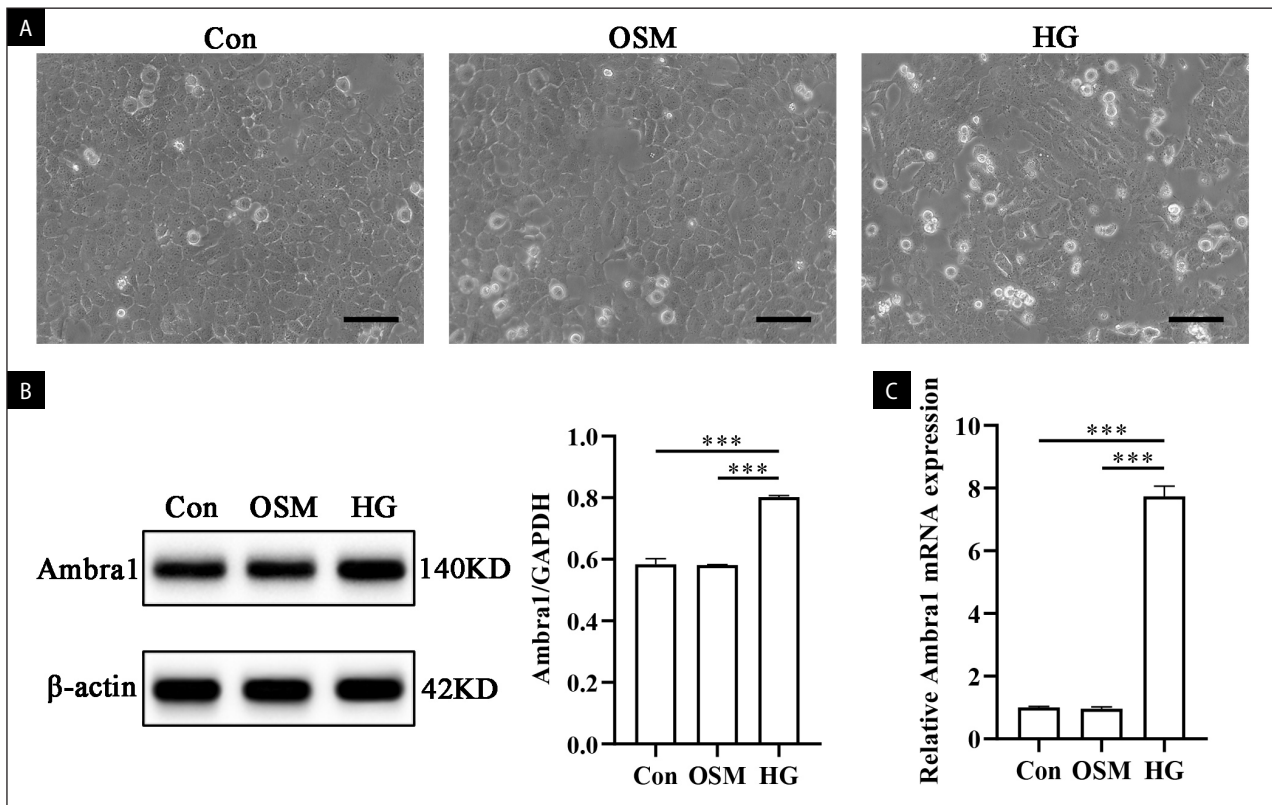 A
Con
OSM
HG
B
Con OSM HG
Ambra1
140KD
β-actin
42KD
Ambra1/GAPDH
1.0
0.8
0.6
0.4
0.2
0.0
***
***
Con OSM HG
C
Relative Ambra1 mRNA expression
10
8
6
4
2
0
***
***
Con OSM HG